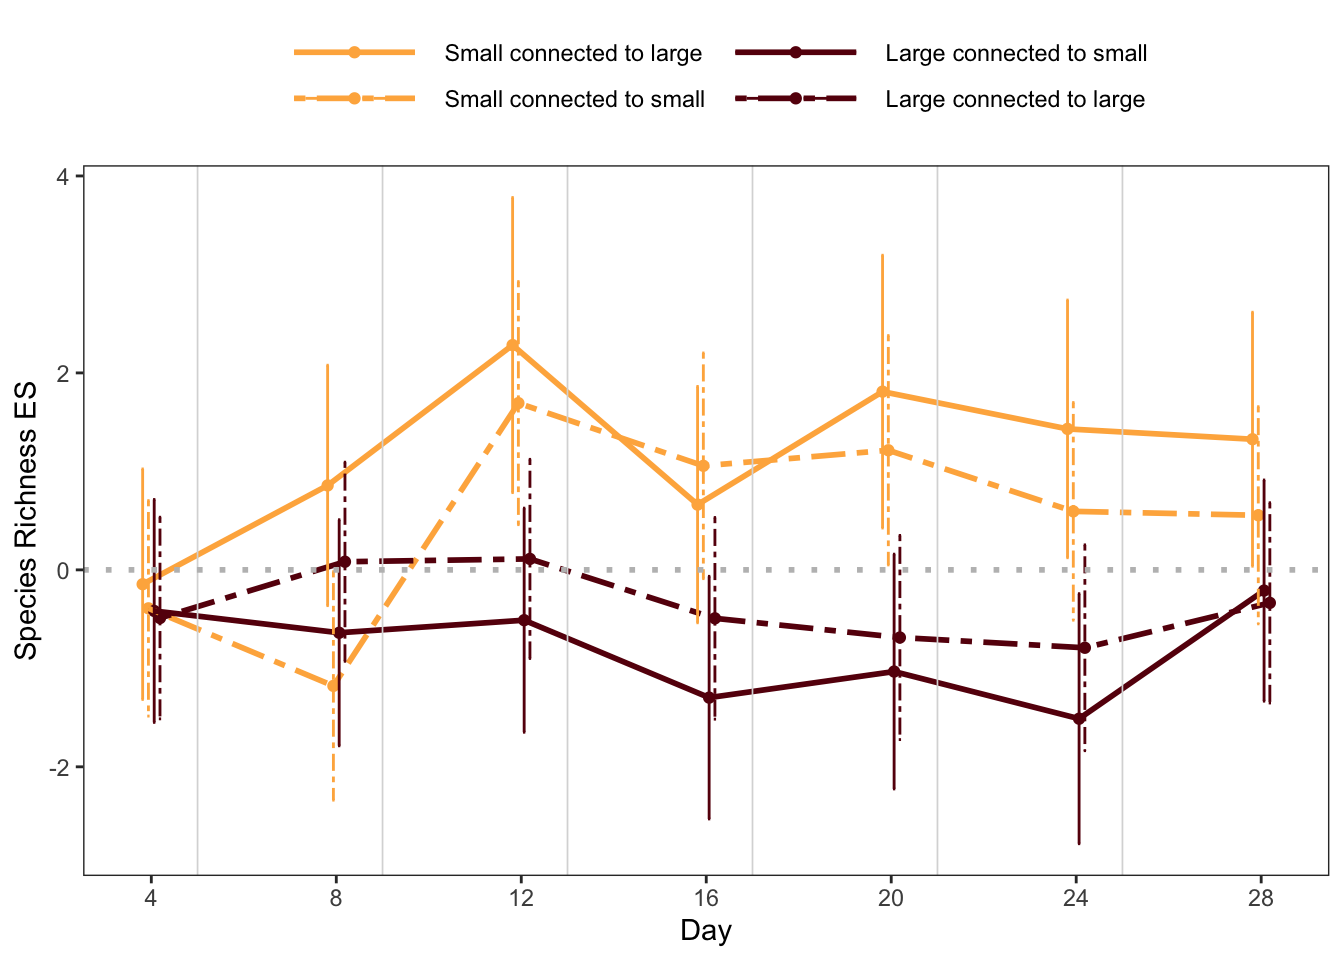 Small connected to large
Large connected to small
Small connected to small
Large connected to large
4
2
0
-2
Species Richness ES
4 8 12 16 20 24 28
Day